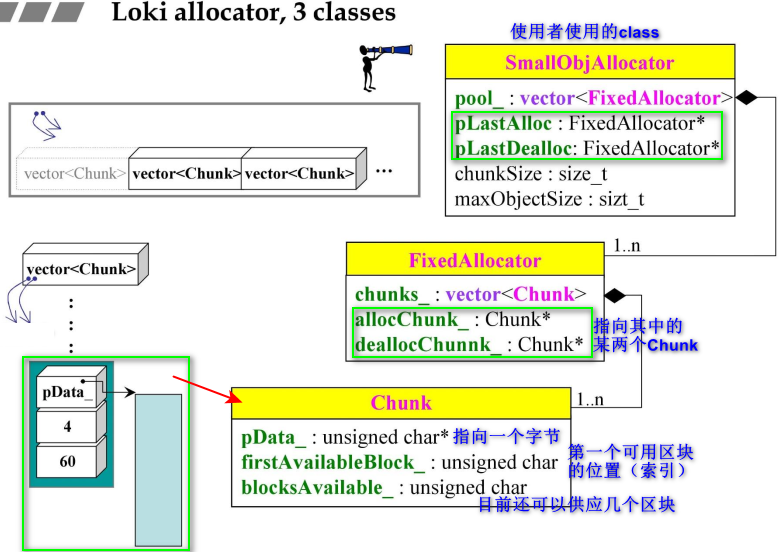 Loki allocator, 3 classes
使用者使用的class
SmallObjAllocator
pool_ : vector<FixedAllocator>
pLastAlloc : FixedAllocator*
pLastDealloc: FixedAllocator*
chunkSize : size_t
maxObjectSize : sizt_t
vector<Chunk> vector<Chunk> vector<Chunk> ...
1..n
FixedAllocator
chunks_ : vector<Chunk>
allocChunk_ : Chunk*
deallocChunnk_ : Chunk*
指向其中的
某两个Chunk
vector<Chunk>
pData_
4
60
1..n
Chunk
pData_ : unsigned char* 指向一个字节
firstAvailableBlock_ : unsigned char
第一个可用区块
的位置（索引）
blocksAvailable_ : unsigned char
目前还可以供应几个区块